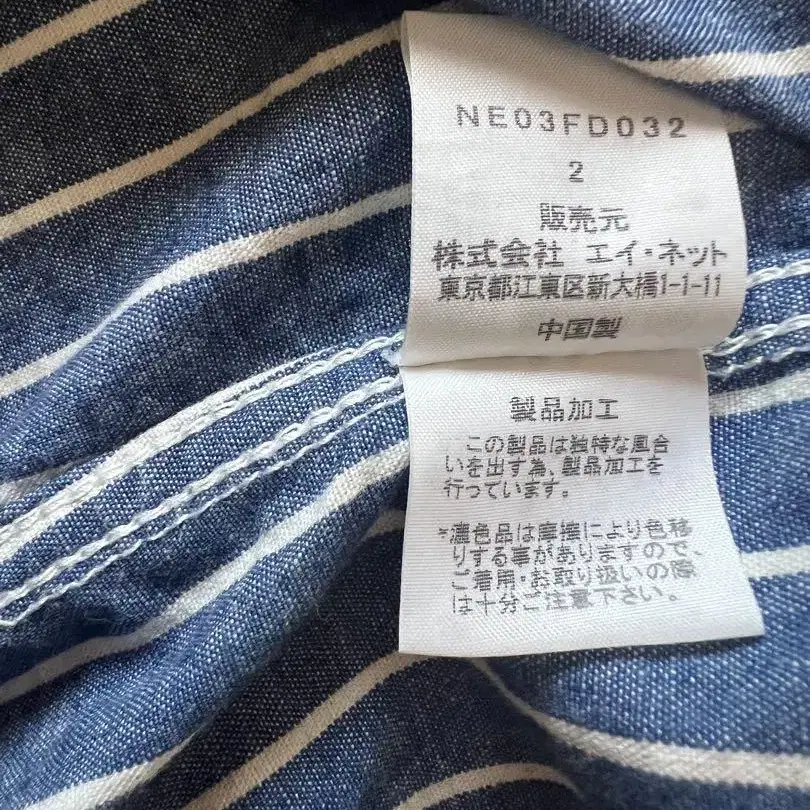 NE03FD032
2
販売元
株式会社 エイ・ネット
東京都江東区新大橋1-1-11
中国製
製品加工
この製品は独特な風合
いを出す為、製品加工を
行っています。
*濃色品は摩擦により色移
りする事がありますので、
ご着用・お取り扱いの際
は十分ご注意下さい。